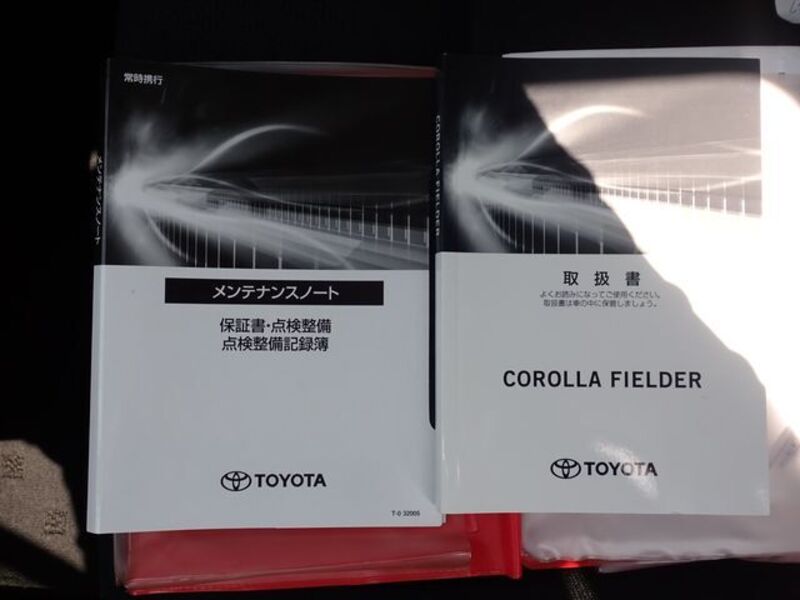 常時携行
メンテナンスノート
メンテナンスノート
保証書・点検整備
点検整備記録簿
TOYOTA
T-0 32005
COROLLA FIELDER
取扱書
よくお読みになってご使用ください。
取扱書は車の中に保管しましょう。
COROLLA FIELDER
TOYOTA